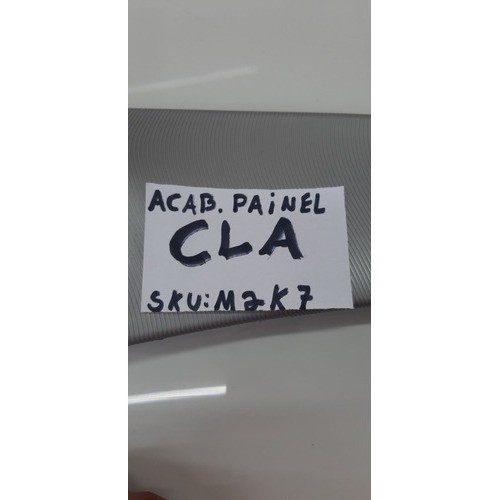 ACAB. PAiNEL
CLA
SKU: M2K7